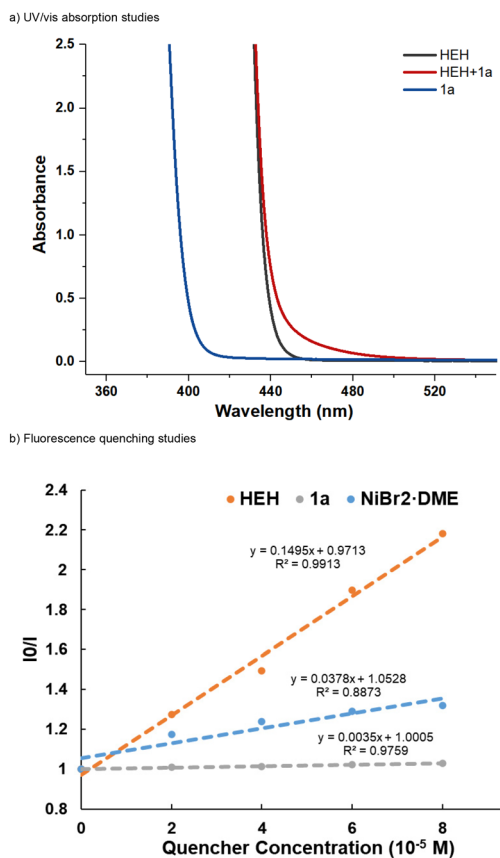 a) UV/vis absorption studies
2.5
2.0
1.5
1.0
0.5
0.0
Absorbance
HEH
HEH+1a
1a
360 400 440 480 520
Wavelength (nm)
b) Fluorescence quenching studies
2.4
2.2
2
1.8
1.6
1.4
1.2
1
0.8
I0/I
HEH 1a NiBr2·DME
y = 0.1495x + 0.9713
R² = 0.9913
y = 0.0378x + 1.0528
R² = 0.8873
y = 0.0035x + 1.0005
R² = 0.9759
0 2 4 6 8
Quencher Concentration (10⁻⁵ M)